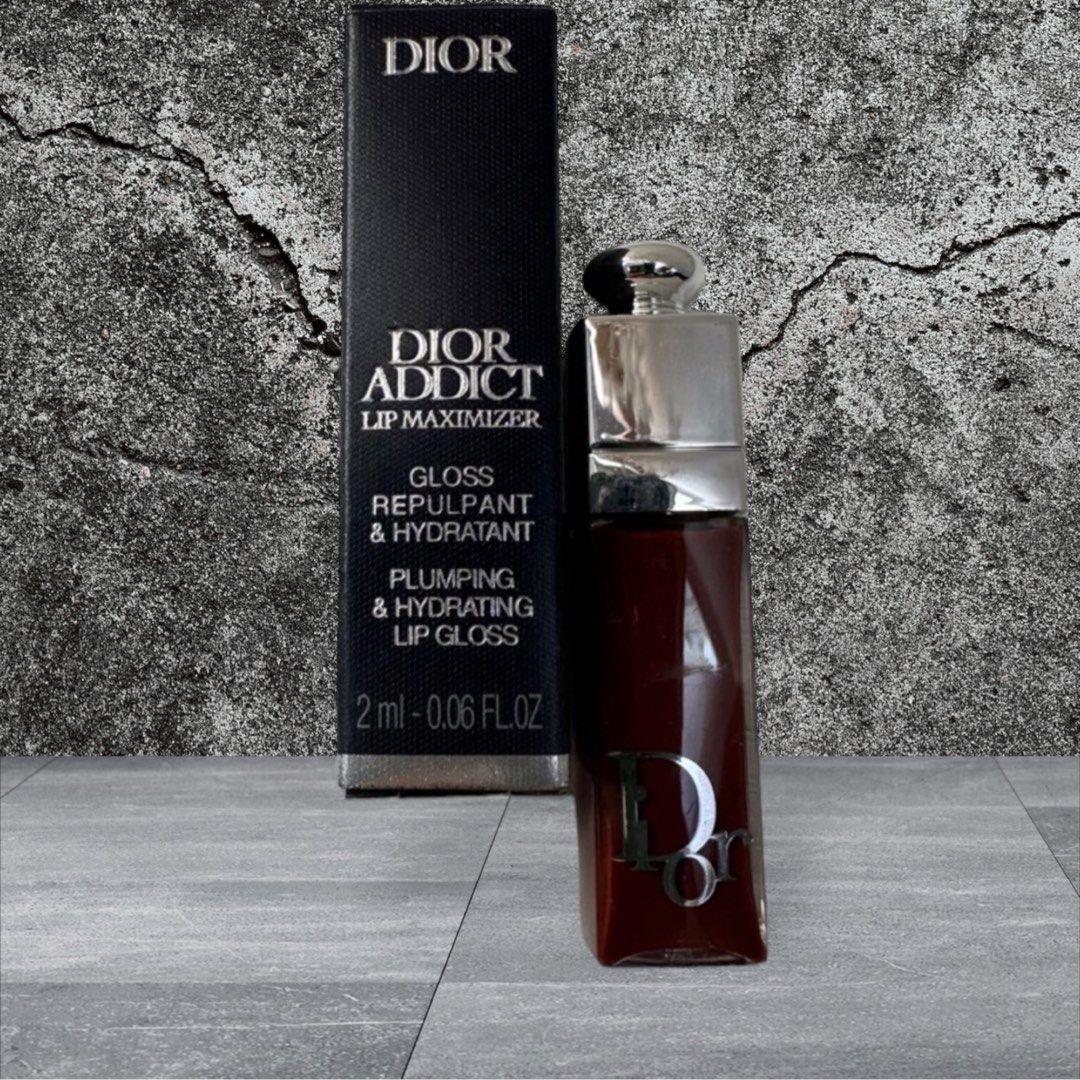 DIOR
DIOR
ADDICT
LIP MAXIMIZER
GLOSS
REPULPANT
& HYDRATANT
PLUMPING
& HYDRATING
LIP GLOSS
2 ml - 0.06 FL.OZ
Dior